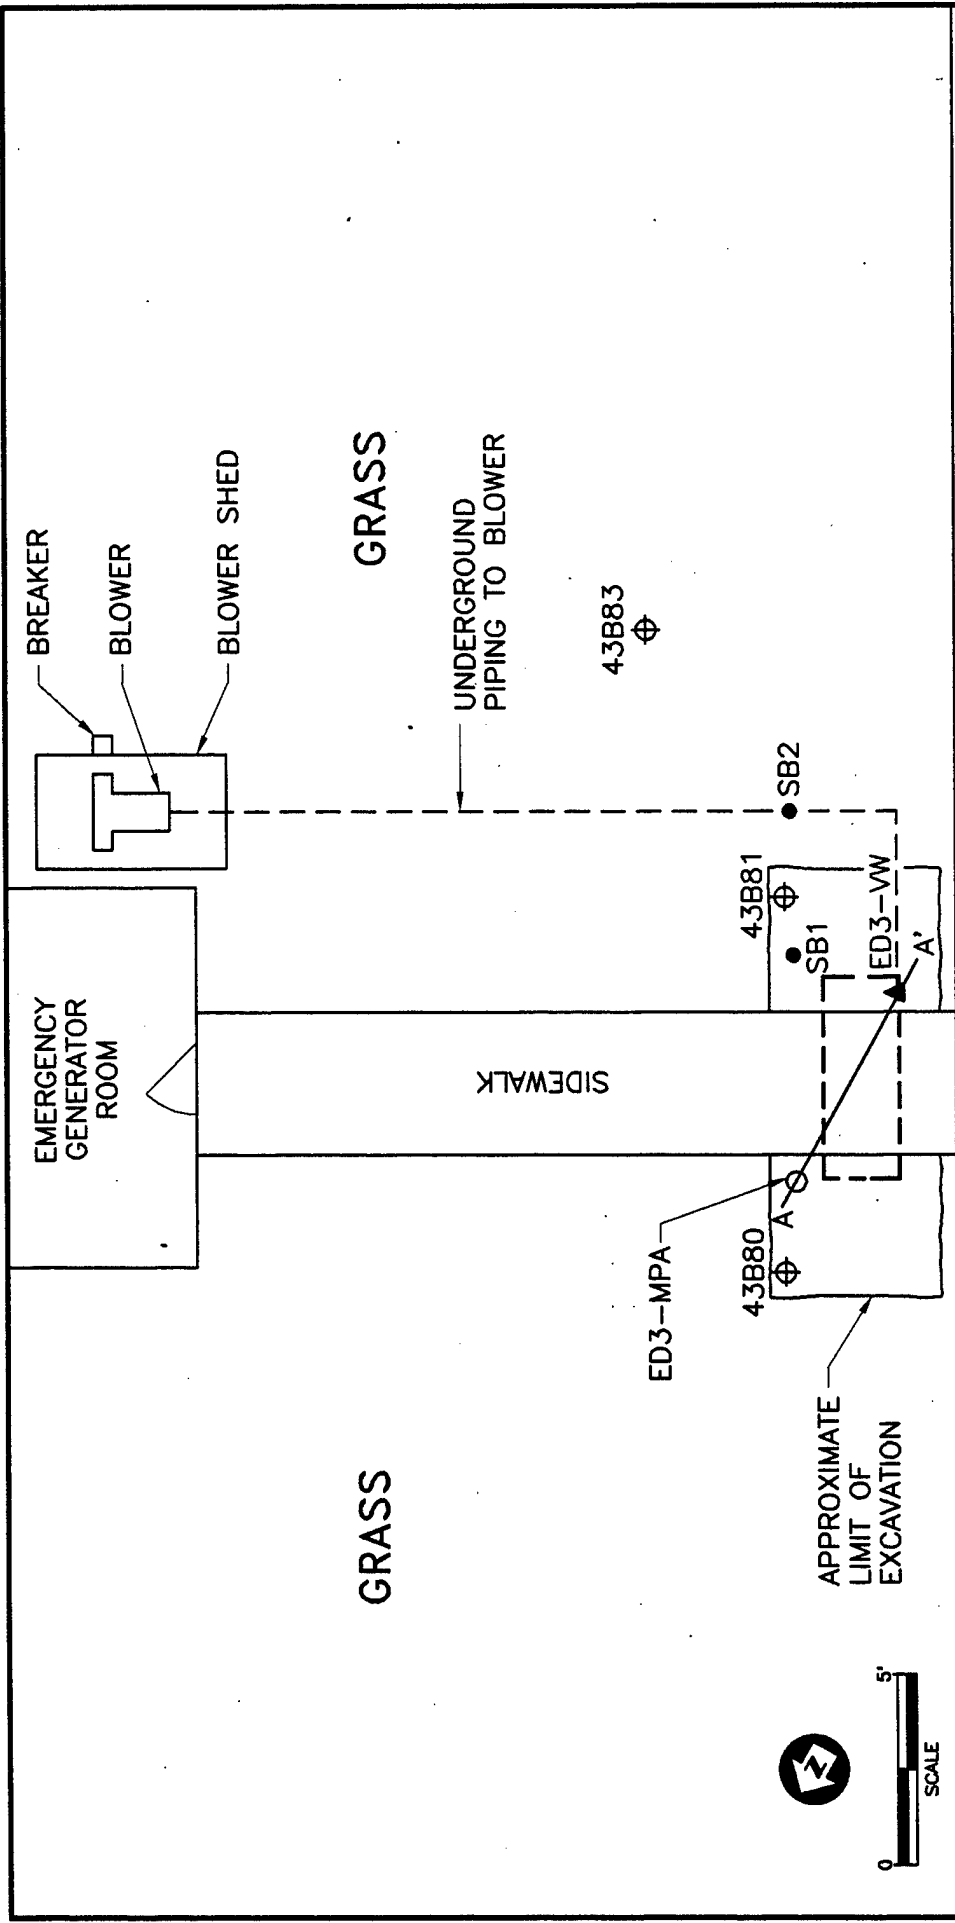 BREAKER
BLOWER
BLOWER SHED
EMERGENCY
GENERATOR
ROOM
GRASS
UNDERGROUND
PIPING TO BLOWER
43B83
SIDEWALK
SB2
43B81
SB1
ED3-VW
A'
ED3-MPA
A
43B80
APPROXIMATE
LIMIT OF
EXCAVATION
GRASS
N
0 5'
SCALE